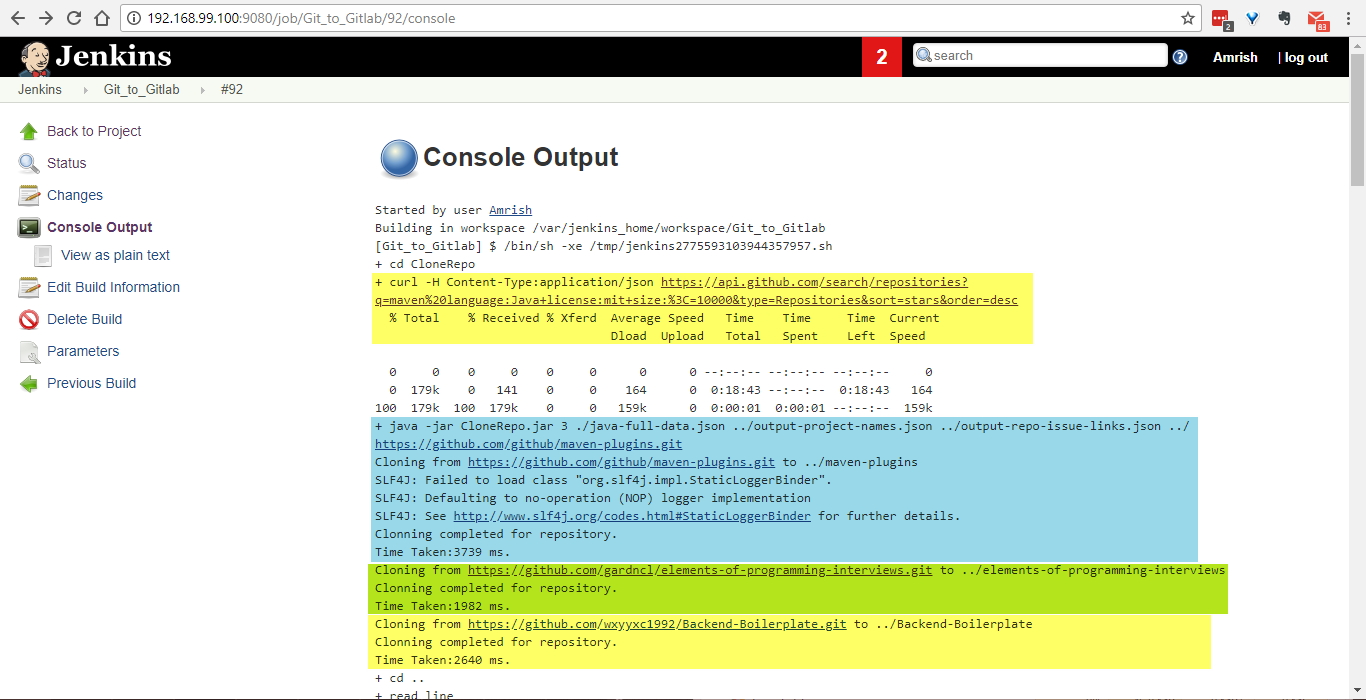 192.168.99.100:9080/job/Git_to_Gitlab/92/console
2
83
Jenkins
2
search
?
Amrish
| log out
Jenkins
Git_to_Gitlab
#92
Back to Project
Status
Changes
Console Output
View as plain text
Edit Build Information
Delete Build
Parameters
Previous Build
Console Output
Started by user Amrish
Building in workspace /var/jenkins_home/workspace/Git_to_Gitlab
[Git_to_Gitlab] $ /bin/sh -xe /tmp/jenkins2775593103944357957.sh
+ cd CloneRepo
+ curl -H Content-Type:application/json https://api.github.com/search/repositories?
q=maven%20language:Java+license:mit+size:%3C=10000&type=Repositories&sort=stars&order=desc
% Total % Received % Xferd Average Speed Time Time Time Current
Dload Upload Total Spent Left Speed
0 0 0 0 0 0 0 0 --:--:-- --:--:-- --:--:-- 0
0 179k 0 141 0 0 164 0 0:18:43 --:--:-- 0:18:43 164
100 179k 100 179k 0 0 159k 0 0:00:01 0:00:01 --:--:-- 159k
+ java -jar CloneRepo.jar 3 ./java-full-data.json ../output-project-names.json ../output-repo-issue-links.json ../
https://github.com/github/maven-plugins.git
Cloning from https://github.com/github/maven-plugins.git to ../maven-plugins
SLF4J: Failed to load class "org.slf4j.impl.StaticLoggerBinder".
SLF4J: Defaulting to no-operation (NOP) logger implementation
SLF4J: See http://www.slf4j.org/codes.html#StaticLoggerBinder for further details.
Clonning completed for repository.
Time Taken:3739 ms.
Cloning from https://github.com/gardncl/elements-of-programming-interviews.git to ../elements-of-programming-interviews
Clonning completed for repository.
Time Taken:1982 ms.
Cloning from https://github.com/wxyyxc1992/Backend-Boilerplate.git to ../Backend-Boilerplate
Clonning completed for repository.
Time Taken:2640 ms.
+ cd ..
+ read line